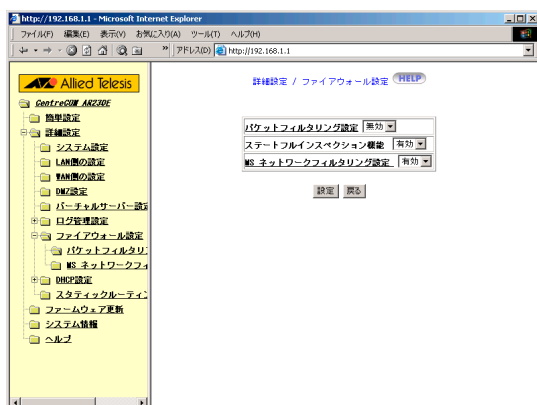 http://192.168.1.1 - Microsoft Internet Explorer
ファイル(F) 編集(E) 表示(V) お気に入り(A) ツール(T) ヘルプ(H)
アドレス(D) http://192.168.1.1
Allied Telesis
CentreCOM AR230E
簡単設定
詳細設定
システム設定
LAN側の設定
WAN側の設定
DMZ設定
バーチャルサーバー設定
ログ管理設定
ファイアウォール設定
パケットフィルタリ
MS ネットワークフィ
DHCP設定
スタティックルーティ
ファームウェア更新
システム情報
ヘルプ
詳細設定 / ファイアウォール設定 HELP
パケットフィルタリング設定 無効
ステートフルインスペクション機能 有効
MS ネットワークフィルタリング設定 有効
設定 戻る